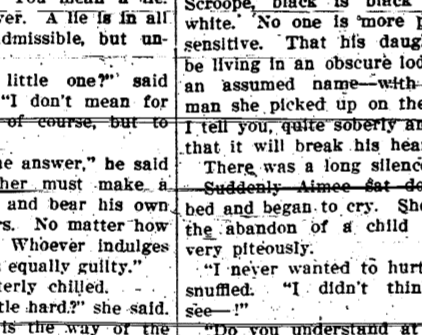 ver. A lie is in all
dmissible, but un-
little one?" said
"I don't mean for
of course, but to
e answer," he said
her must make a
and bear his own
rs. No matter how
Whoever indulges
equally guilty."
terly chilled.
tle hard?" she said.
is the way of the
Scroope, black is black
white. No one is more p
sensitive. That his daug
be living in an obscure lod
an assumed name—with
man she picked up on the
I tell you, quite soberly an
that it will break his hea
There was a long silenc
Suddenly Aimee sat do
bed and began to cry. She
the abandon of a child
very piteously.
"I never wanted to hurt
snuffled. "I didn't thin
see—!"
"Do you understand at